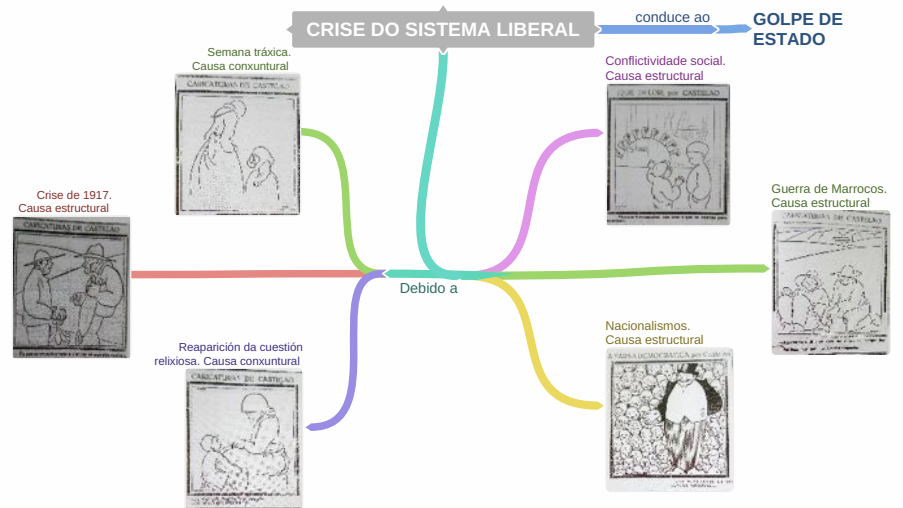 CRISE DO SISTEMA LIBERAL
conduce ao
GOLPE DE
ESTADO
Semana tráxica.
Causa conxuntural
CARICATURAS DE CASTELAO
Conflictividade social.
Causa estructural
por CASTELAO
Crise de 1917.
Causa estructural
CARICATURAS DE CASTELAO
Guerra de Marrocos.
Causa estructural
CARICATURAS DE CASTELAO
Debido a
Reaparición da cuestión
relixiosa. Causa conxuntural
CARICATURAS DE CASTELAO
Nacionalismos.
Causa estructural